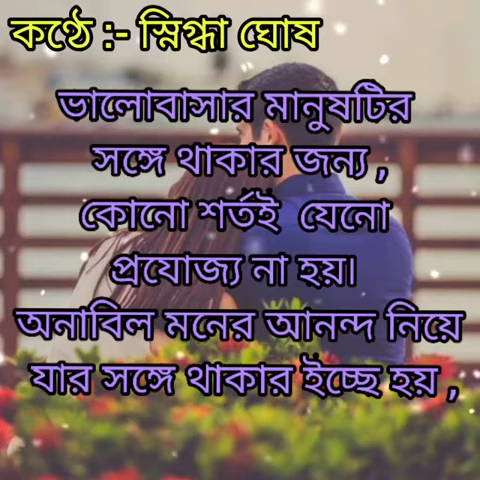 কণ্ঠে :- স্নিগ্ধা ঘোষ
ভালোবাসার মানুষটির
সঙ্গে থাকার জন্য ,
কোনো শর্তই যেনো
প্রযোজ্য না হয়।
অনাবিল মনের আনন্দ নিয়ে
যার সঙ্গে থাকার ইচ্ছে হয় ,